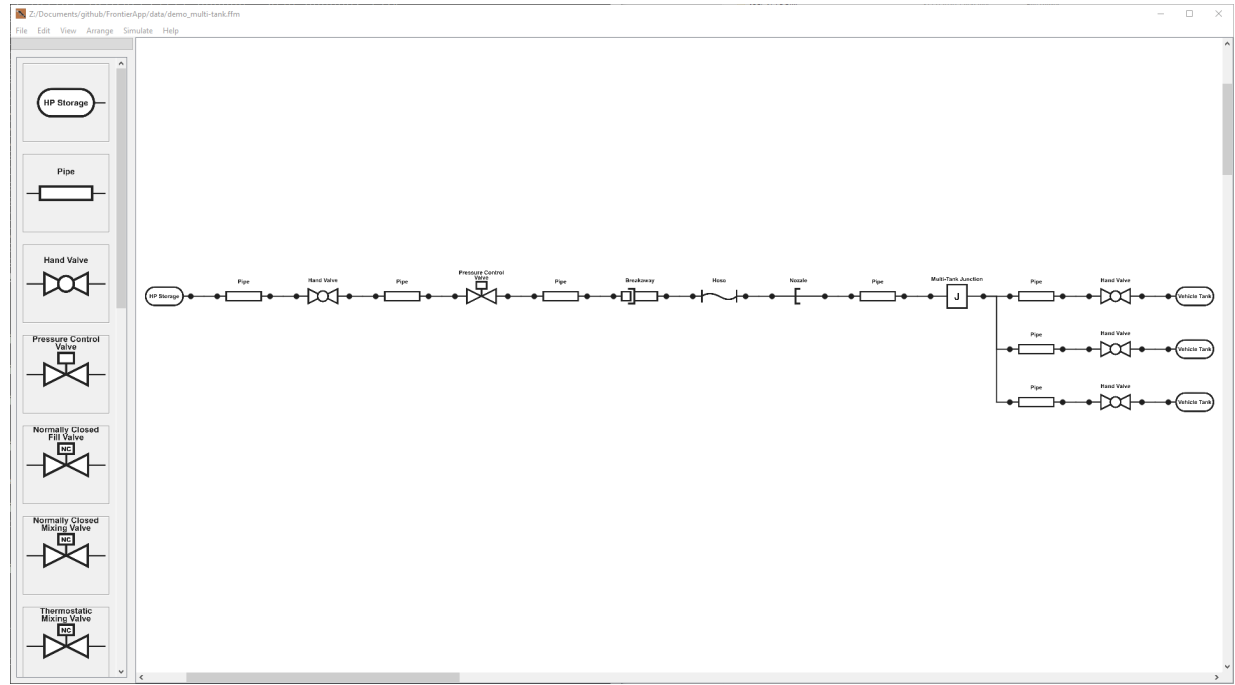 Z:/Documents/github/FrontierApp/data/demo_multi-tank.ffm
File Edit View Arrange Simulate Help
HP Storage
Pipe
Hand Valve
Pressure Control
Valve
Normally Closed
Fill Valve
NC
Normally Closed
Mixing Valve
NC
Thermostatic
Mixing Valve
NC
HP Storage
Pipe
Hand Valve
Pipe
Pressure Control
Valve
Pipe
Breakaway
Hose
Nozzle
Pipe
Multi-Tank Junction
J
Pipe
Hand Valve
Vehicle Tank
Pipe
Hand Valve
Vehicle Tank
Pipe
Hand Valve
Vehicle Tank